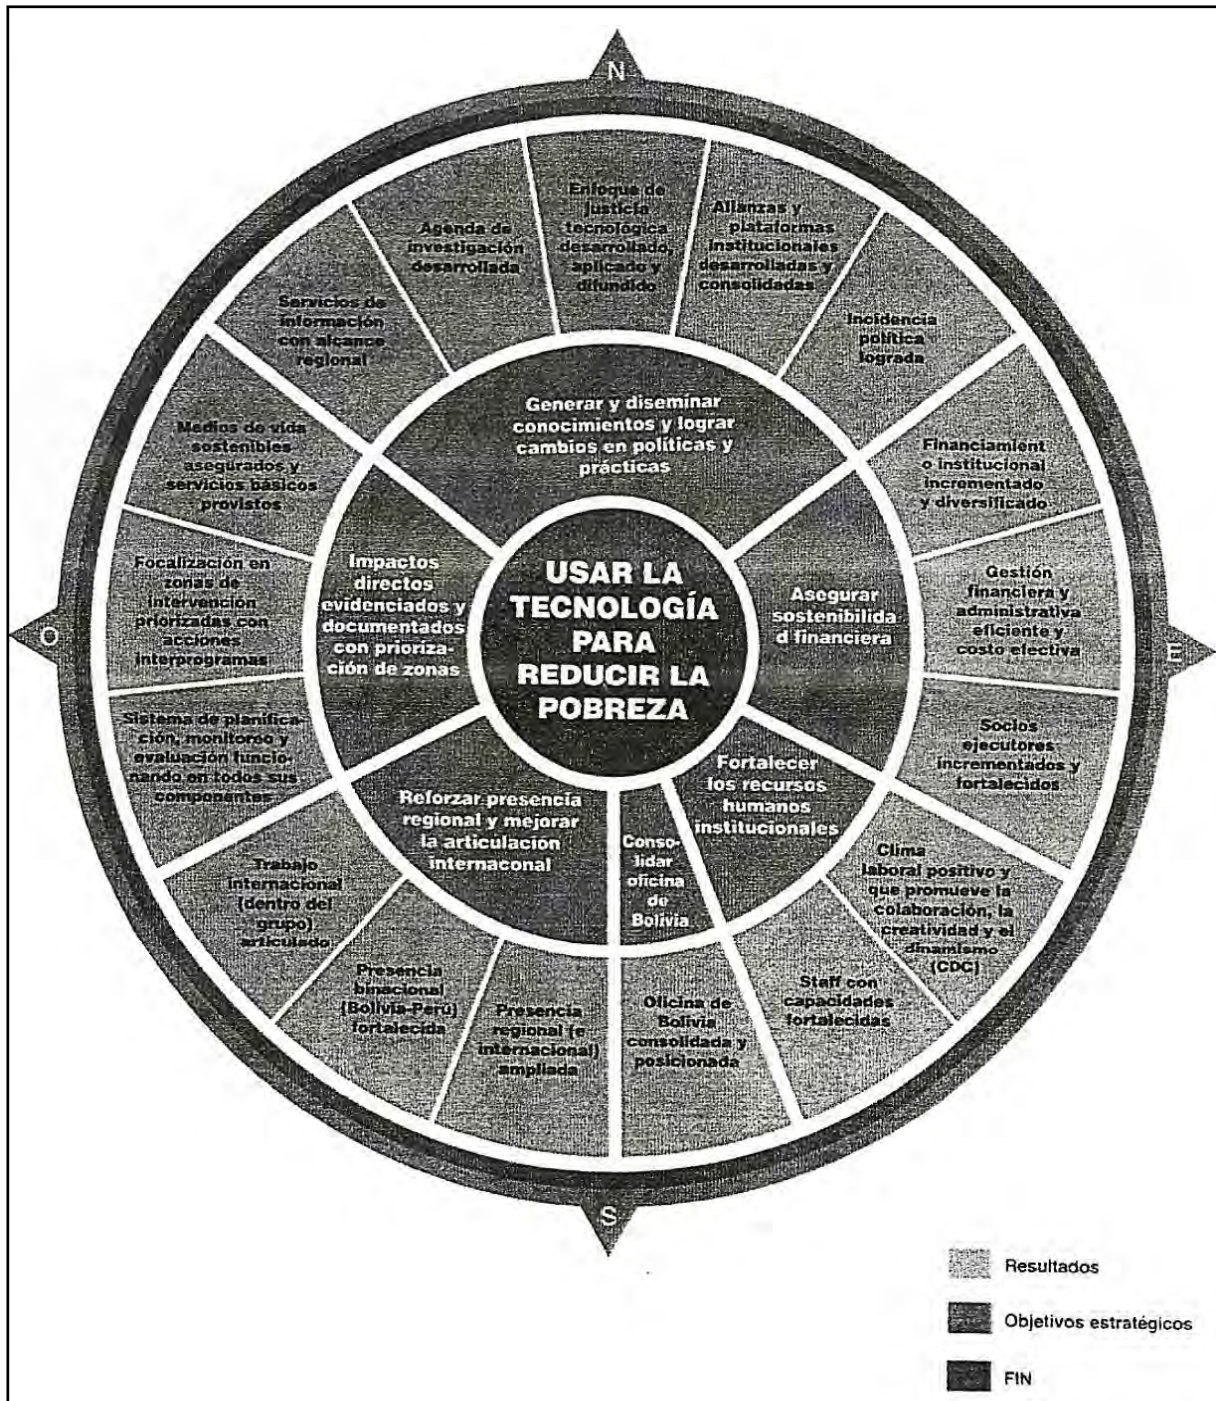 N
Enfoque de
justicia
tecnológica
desarrollado,
aplicado y
difundido
Alianzas y
plataformas
institucionales
desarrolladas y
consolidadas
Incidencia
política
lograda
Financiamient
o institucional
incrementado
y diversificado
Gestión
financiera y
administrativa
eficiente y
costo efectiva
E
Socios
ejecutores
incrementados y
fortalecidos
Clima
laboral positivo y
que promueve la
colaboración, la
creatividad y el
dinamismo
(CDC)
Staff con
capacidades
fortalecidas
Oficina de
Bolivia
consolidada y
posicionada
S
Presencia
regional (e
internacional)
ampliada
Presencia
binacional
(Bolivia-Perú)
fortalecida
Trabajo
internacional
(dentro del
grupo)
articulado
Sistema de planifica-
ción, monitoreo y
evaluación funcio-
nando en todos sus
componentes
O
Focalización en
zonas de
intervención
priorizadas con
acciones
interprogramas
Medios de vida
sostenibles
asegurados y
servicios básicos
provistos
Servicios de
información
con alcance
regional
Agenda de
investigación
desarrollada
Generar y diseminar
conocimientos y lograr
cambios en políticas y
prácticas
Asegurar
sostenibilida
d financiera
Fortalecer
los recursos
humanos
institucionales
Conso-
lidar
oficina
de
Bolivia
Reforzar presencia
regional y mejorar
la articulación
internaconal
Impactos
directos
evidenciados y
documentados
con prioriza-
ción de zonas
USAR LA
TECNOLOGÍA
PARA
REDUCIR LA
POBREZA
Resultados
Objetivos estratégicos
FIN